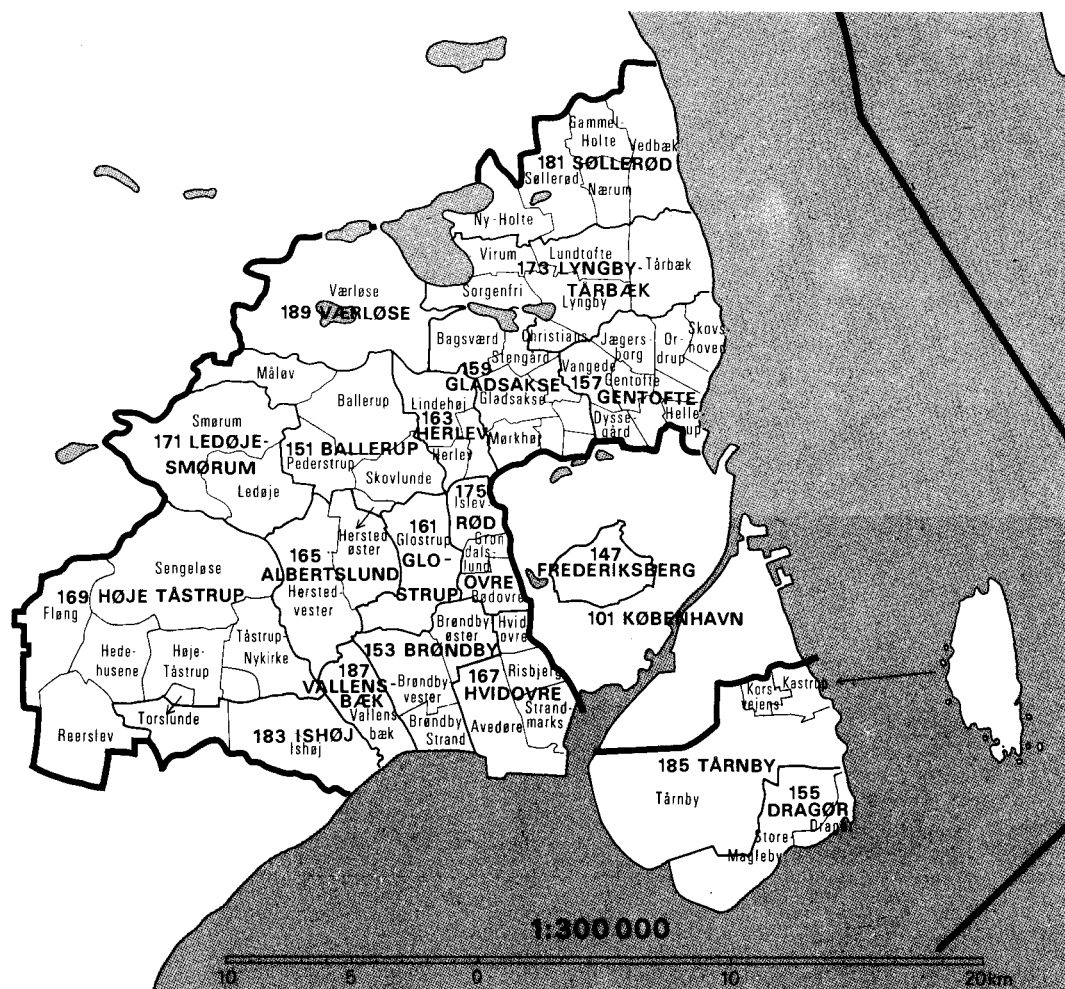 Gammel-
Holte
Vedbæk
181 SØLLERØD
Søllerød
Nærum
Ny-Holte
Virum
Lundtofte
173 LYNGBY-
TÅRBÆK
Tårbæk
Sorgenfri
Lyngby
Værløse
189 VÆRLØSE
Bagsværd
Christians
Stengård
Jægers-
borg
Or-
drup
Skovs-
hoved
159
GLADSAKSE
Gladsakse
Vangede
157
Gentofte
GENTOFTE
Helle-
rup
Dysse-
gård
Mørkhøj
Måløv
Ballerup
Lindehøj
163
HERLEV
Herlev
Smørum
171 LEDØJE-
SMØRUM
Ledøje
151 BALLERUP
Pederstrup
Skovlunde
175
Islev
RØD
Grøn
dals
lund
OVRE
Rødovre
161
Glostrup
GLO-
STRUP
Hersted
øster
165
ALBERTSLUND
Hersted-
vester
147
FREDERIKSBERG
101 KØBENHAVN
Sengeløse
169
HØJE TÅSTRUP
Fløng
Hede-
husene
Høje-
Tåstrup
Tåstrup-
Nykirke
Reerslev
Torslunde
Brøndby-
øster
153 BRØNDBY
Brøndby-
vester
Brøndby
Strand
Hvid
ovre
187
VALLENS
BÆK
Vallens
bæk
167
HVIDOVRE
Risbjerg
Strand-
marks
Avedøre
183 ISHØJ
Ishøj
Kors
vejens
Kastrup
185 TÅRNBY
Tårnby
155
DRAGØR
Dragør
Store-
Magleby
1:300 000
10 5 0 10 20km